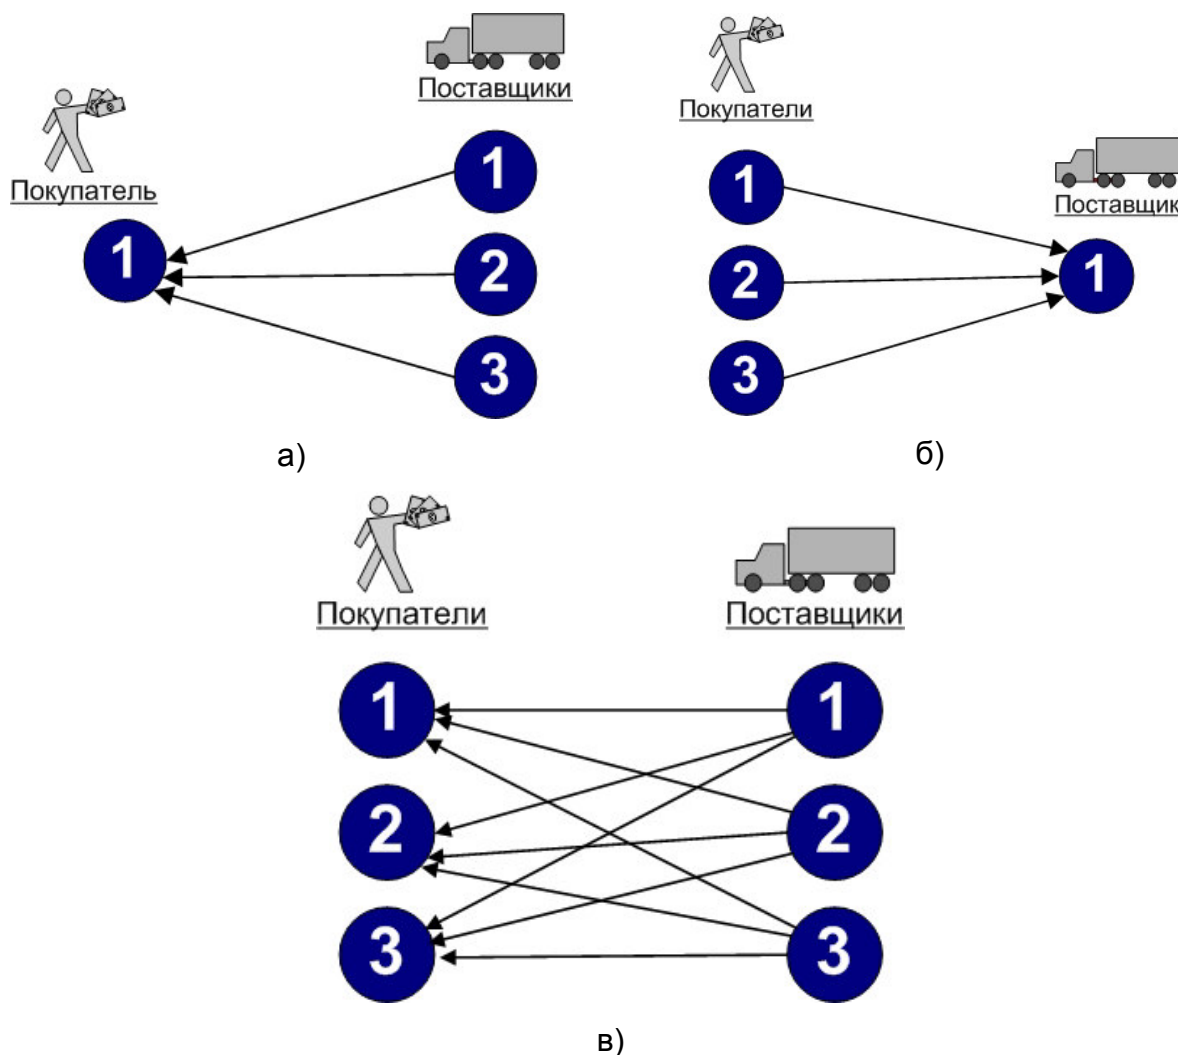 Поставщики
Покупатель
1
1
2
3
а)
Покупатели
Поставщик
1
2
3
1
б)
Покупатели
Поставщики
1
1
2
2
3
3
в)